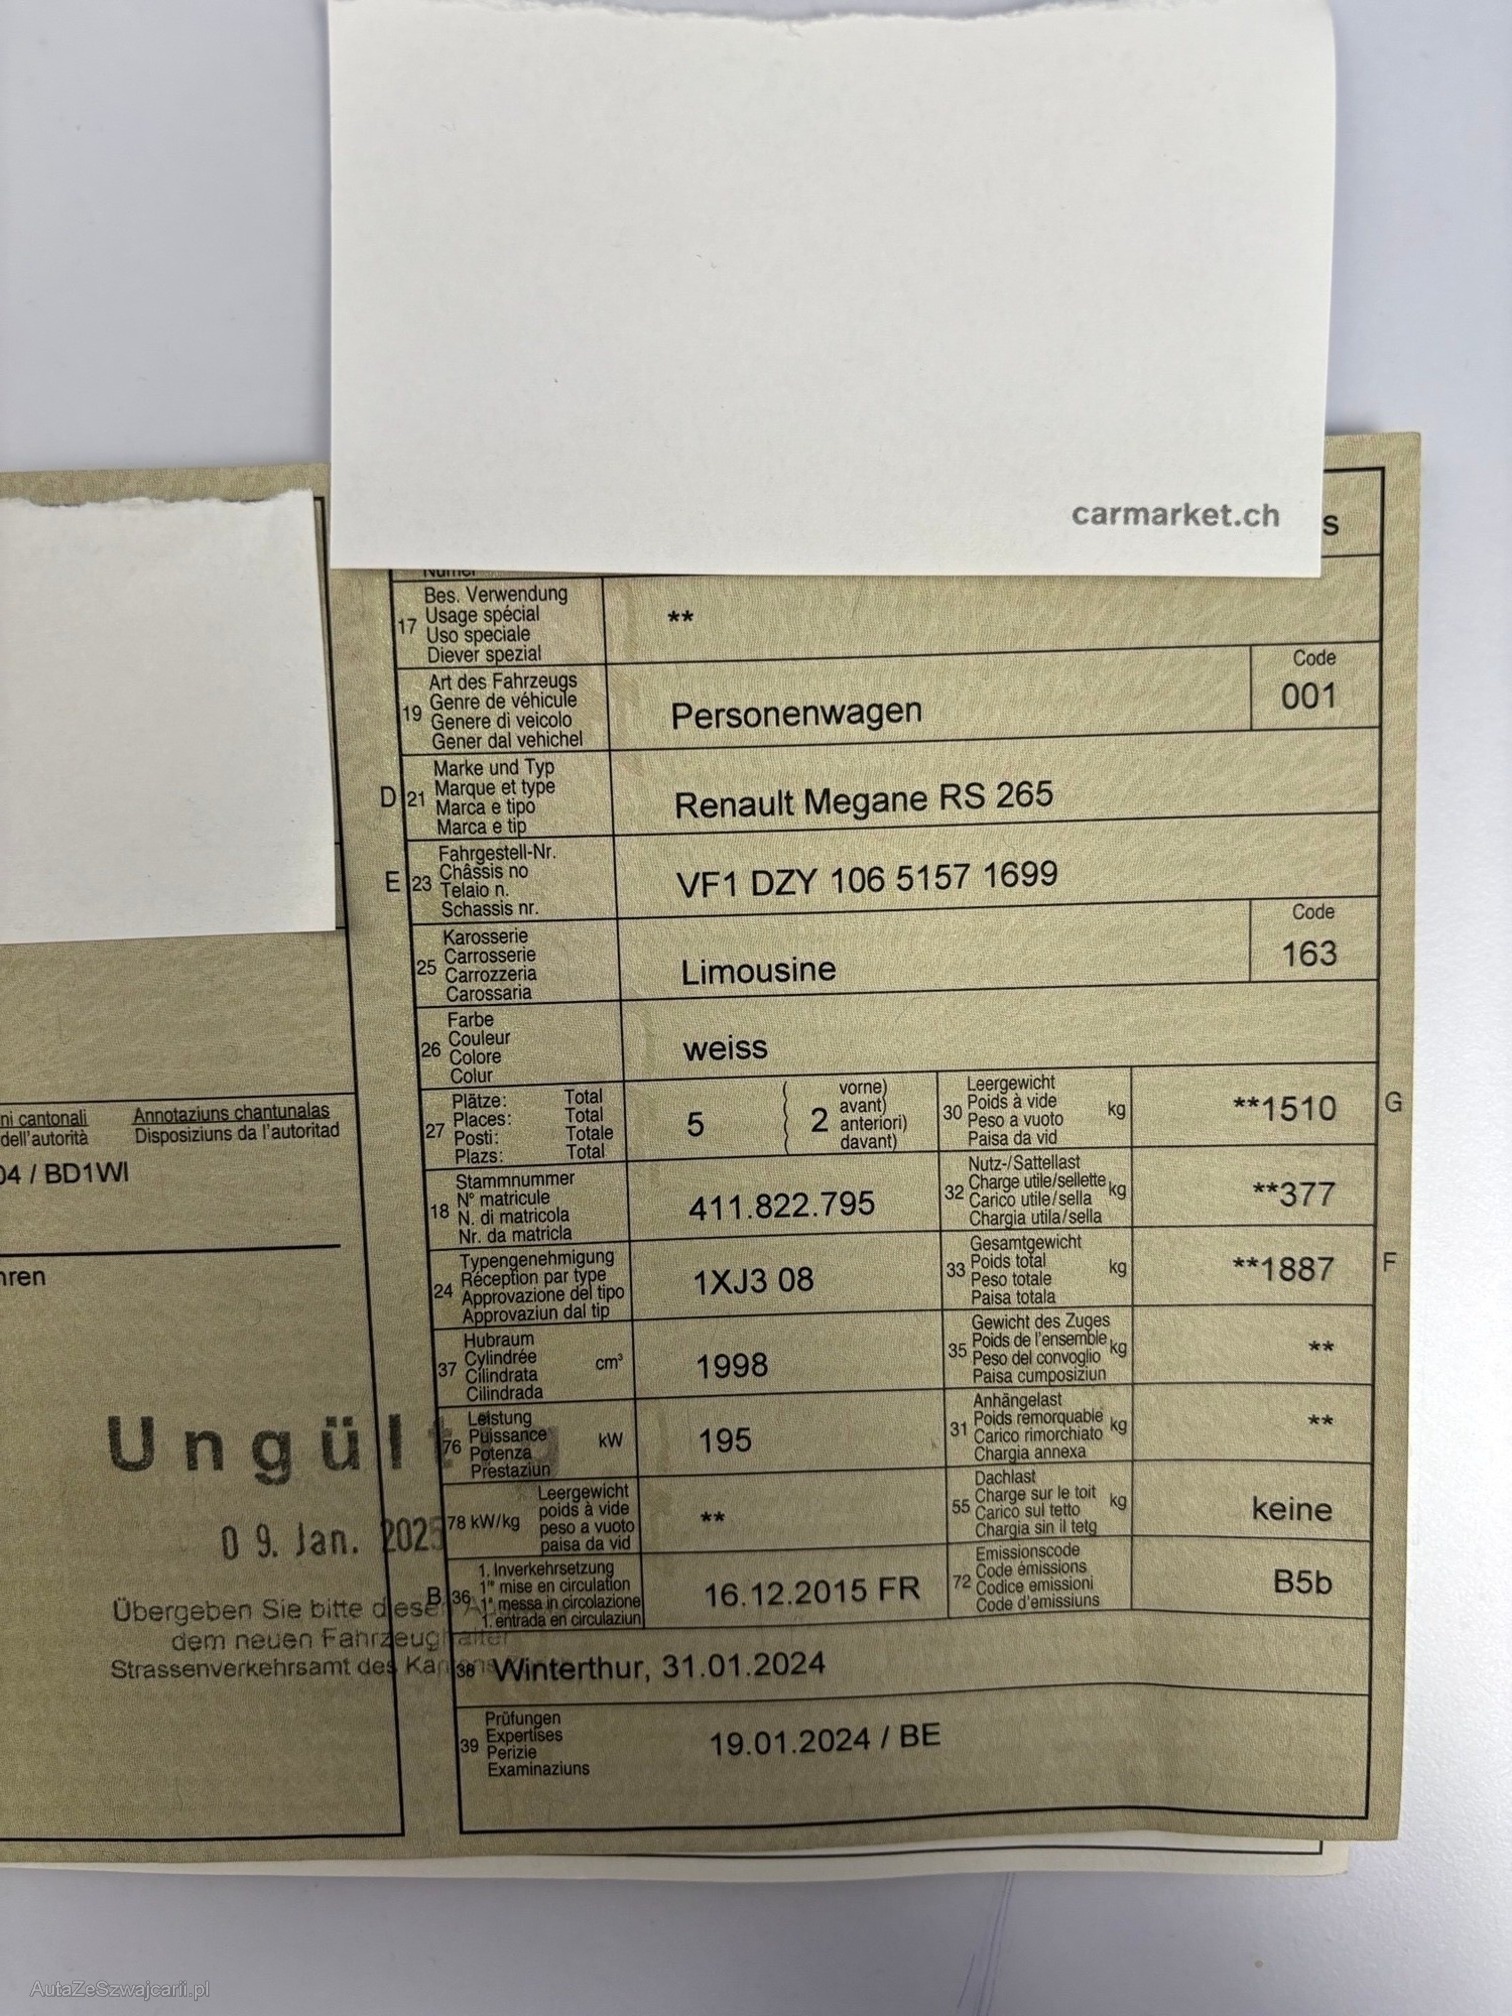 carmarket.ch
s
17 Bes. Verwendung
Usage spécial
Uso speciale
Diever spezial
**
19 Art des Fahrzeugs
Genre de véhicule
Genere di veicolo
Gener dal vehichel
Personenwagen
Code
001
D 21 Marke und Typ
Marque et type
Marca e tipo
Marca e tip
Renault Megane RS 265
E 23 Fahrgestell-Nr.
Châssis no
Telaio n.
Schassis nr.
VF1 DZY 106 5157 1699
25 Karosserie
Carrosserie
Carrozzeria
Carossaria
Limousine
Code
163
26 Farbe
Couleur
Colore
Colur
weiss
27 Plätze: Total
Places: Total
Posti: Totale
Plazs: Total
5
( 2 vorne)
( avant)
( anteriori)
( davant)
30 Leergewicht
Poids à vide kg
Peso a vuoto
Paisa da vid
**1510 G
18 Stammnummer
N° matricule
N. di matricola
Nr. da matricla
411.822.795
32 Nutz-/Sattellast
Charge utile/sellette kg
Carico utile/sella
Chargia utila/sella
**377
24 Typengenehmigung
Réception par type
Approvazione del tipo
Approvaziun dal tip
1XJ3 08
33 Gesamtgewicht
Poids total kg
Peso totale
Paisa totala
**1887 F
37 Hubraum
Cylindrée cm³
Cilindrata
Cilindrada
1998
35 Gewicht des Zuges
Poids de l'ensemble kg
Peso del convoglio
Paisa cumposiziun
**
76 Leistung
Puissance kW
Potenza
Prestaziun
195
31 Anhängelast
Poids remorquable kg
Carico rimorchiato
Chargia annexa
**
78 kW/kg Leergewicht
poids à vide
peso a vuoto
paisa da vid
**
55 Dachlast
Charge sur le toit kg
Carico sul tetto
Chargia sin il tetg
keine
B 36 1. Inverkehrsetzung
1re mise en circulation
1a messa in circolazione
1. entrada en circulaziun
16.12.2015 FR
72 Emissionscode
Code émissions
Codice emissioni
Code d'emissiuns
B5b
38 Winterthur, 31.01.2024
39 Prüfungen
Expertises
Perizie
Examinaziuns
19.01.2024 / BE
ni cantonali Annotaziuns chantunalas
dell'autorità Disposiziuns da l'autoritad
04 / BD1WI
hren
Ungült
09. Jan. 2025
Übergeben Sie bitte diesen
dem neuen Fahrzeughalter
Strassenverkehrsamt des Kantons
AutaZeSzwajcarii.pl